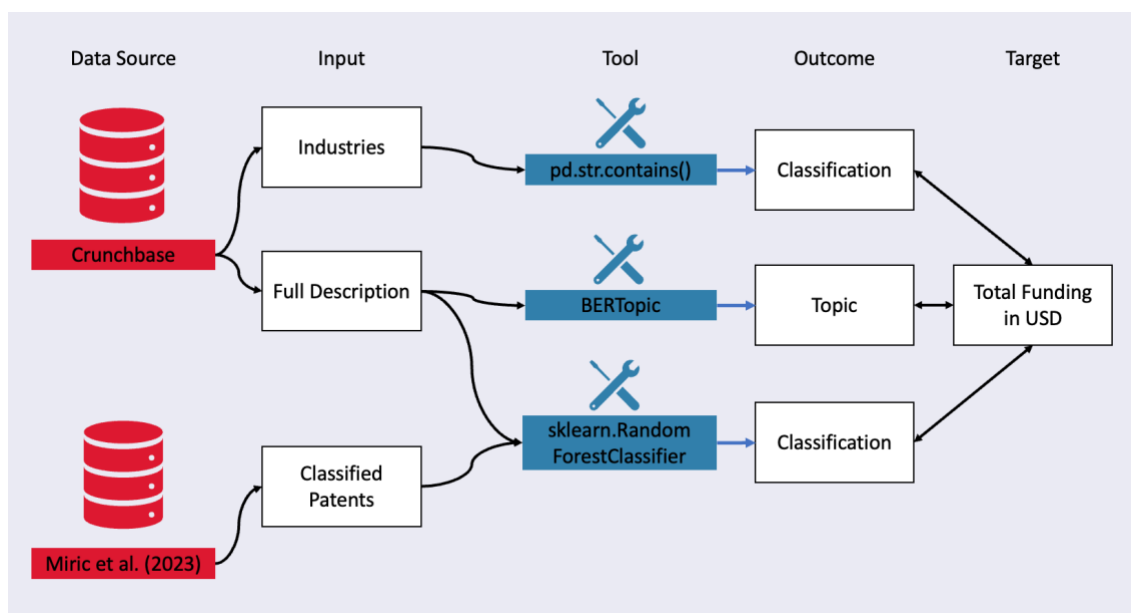 Data Source
Input
Tool
Outcome
Target
Industries
pd.str.contains()
Classification
Crunchbase
Full Description
BERTopic
Topic
Total Funding
in USD
sklearn.Random
ForestClassifier
Classification
Classified
Patents
Miric et al. (2023)